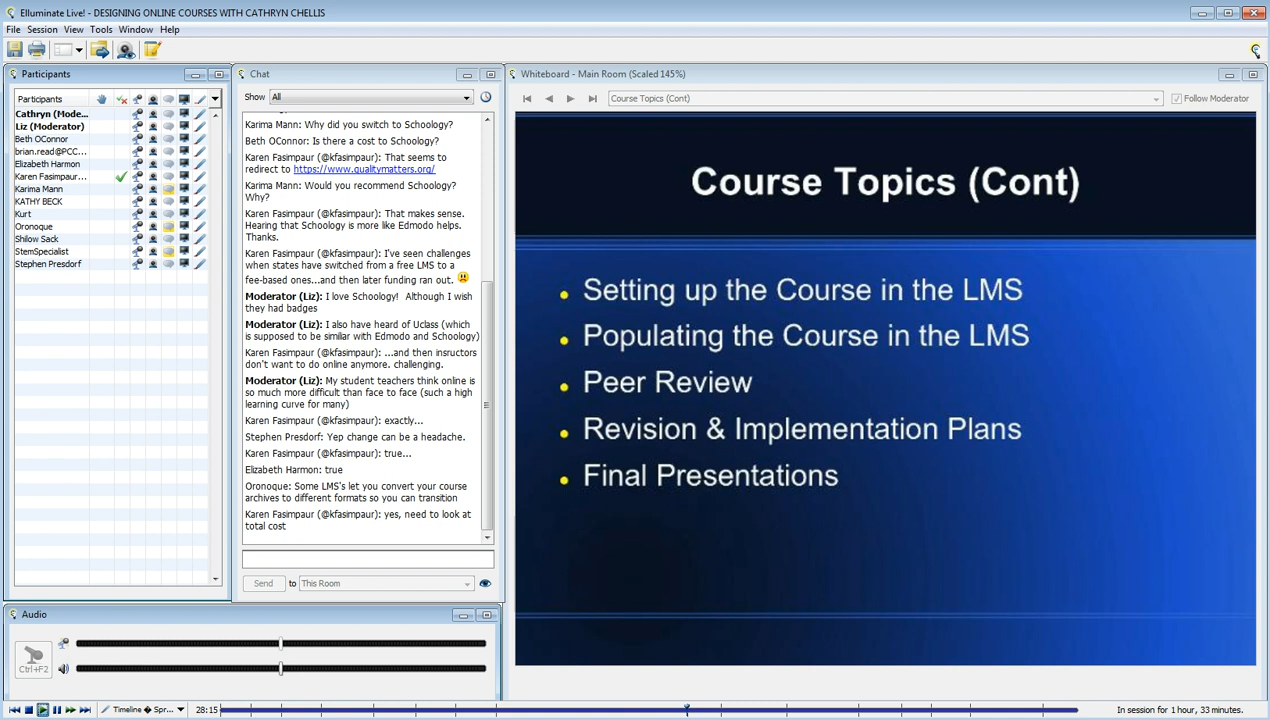 Elluminate Live! - DESIGNING ONLINE COURSES WITH CATHRYN CHELLIS
File Session View Tools Window Help
Participants
Participants
Cathryn (Mode...
Liz (Moderator)
Beth OConnor
brian.read@PCC...
Elizabeth Harmon
Karen Fasimpaur...
Karima Mann
KATHY BECK
Kurt
Oronoque
Shilow Sack
StemSpecialist
Stephen Presdorf
Chat
Show All
Karima Mann: Why did you switch to Schoology?
Beth OConnor: Is there a cost to Schoology?
Karen Fasimpaur (@kfasimpaur): That seems to
redirect to https://www.qualitymatters.org/
Karima Mann: Would you recommend Schoology?
Why?
Karen Fasimpaur (@kfasimpaur): That makes sense.
Hearing that Schoology is more like Edmodo helps.
Thanks.
Karen Fasimpaur (@kfasimpaur): I've seen challenges
when states have switched from a free LMS to a
fee-based ones...and then later funding ran out.
Moderator (Liz): I love Schoology! Although I wish
they had badges
Moderator (Liz): I also have heard of Uclass (which
is supposed to be similiar with Edmodo and Schoology)
Karen Fasimpaur (@kfasimpaur): ...and then insructors
don't want to do online anymore. challenging.
Moderator (Liz): My student teachers think online is
so much more difficult than face to face (such a high
learning curve for many)
Karen Fasimpaur (@kfasimpaur): exactly...
Stephen Presdorf: Yep change can be a headache.
Karen Fasimpaur (@kfasimpaur): true...
Elizabeth Harmon: true
Oronoque: Some LMS's let you convert your course
archives to different formats so you can transition
Karen Fasimpaur (@kfasimpaur): yes, need to look at
total cost
Send to This Room
Whiteboard - Main Room (Scaled 145%)
Course Topics (Cont) Follow Moderator
Course Topics (Cont)
Setting up the Course in the LMS
Populating the Course in the LMS
Peer Review
Revision & Implementation Plans
Final Presentations
Audio
Ctrl+F2
Timeline � Spr... 28:15 In session for 1 hour, 33 minutes.